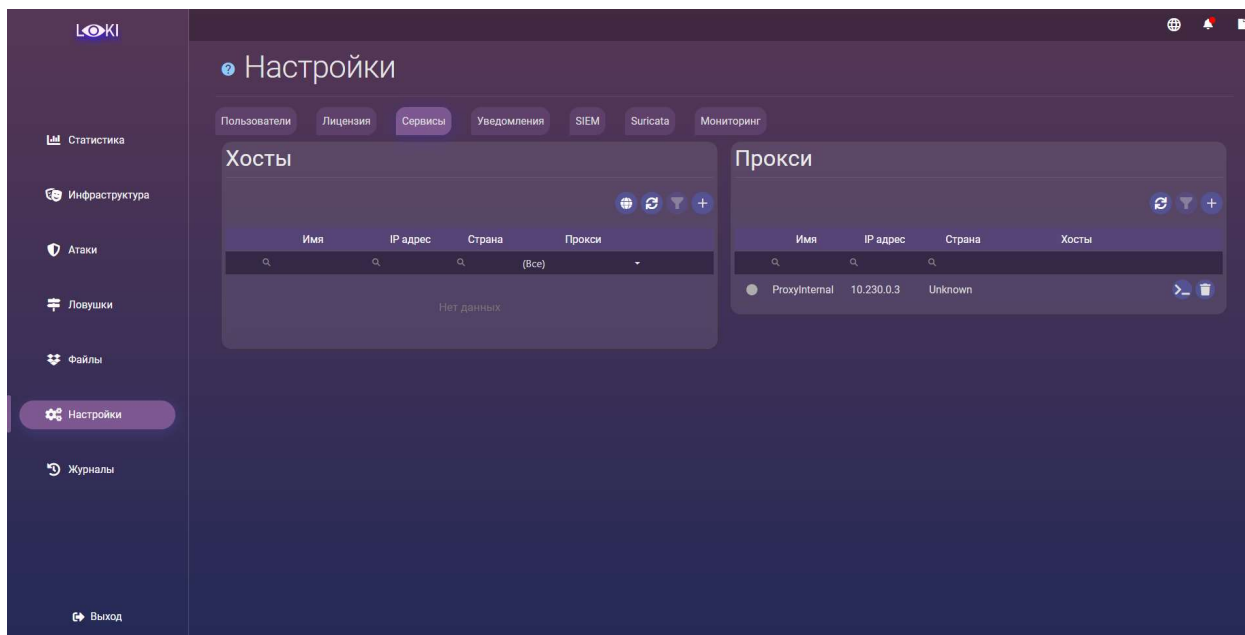 LOKI
Настройки
Пользователи Лицензия Сервисы Уведомления SIEM Suricata Мониторинг
Статистика
Инфраструктура
Атаки
Ловушки
Файлы
Настройки
Журналы
Выход
Хосты
Имя IP адрес Страна Прокси
(Все)
Нет данных
Прокси
Имя IP адрес Страна Хосты
ProxyInternal 10.230.0.3 Unknown